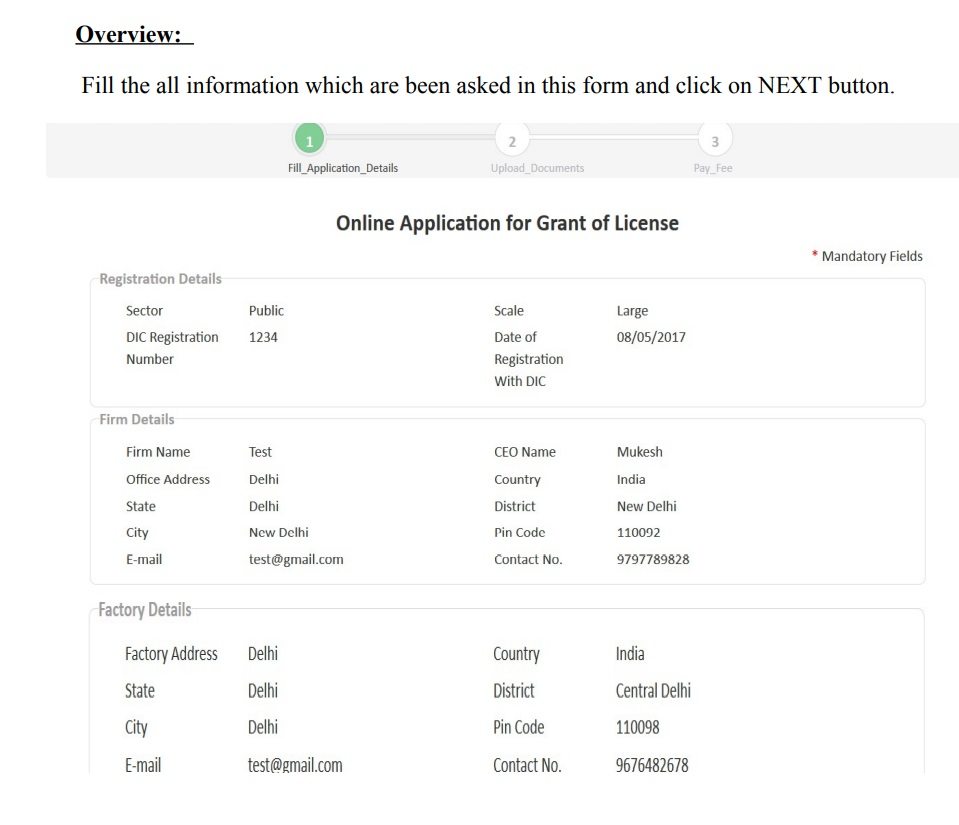 Overview:
Fill the all information which are been asked in this form and click on NEXT button.
1 2 3
Fill_Application_Details Upload_Documents Pay_Fee
Online Application for Grant of License
* Mandatory Fields
Registration Details
Sector Public Scale Large
DIC Registration 1234 Date of 08/05/2017
Number Registration
With DIC
Firm Details
Firm Name Test CEO Name Mukesh
Office Address Delhi Country India
State Delhi District New Delhi
City New Delhi Pin Code 110092
E-mail test@gmail.com Contact No. 9797789828
Factory Details
Factory Address Delhi Country India
State Delhi District Central Delhi
City Delhi Pin Code 110098
E-mail test@gmail.com Contact No. 9676482678